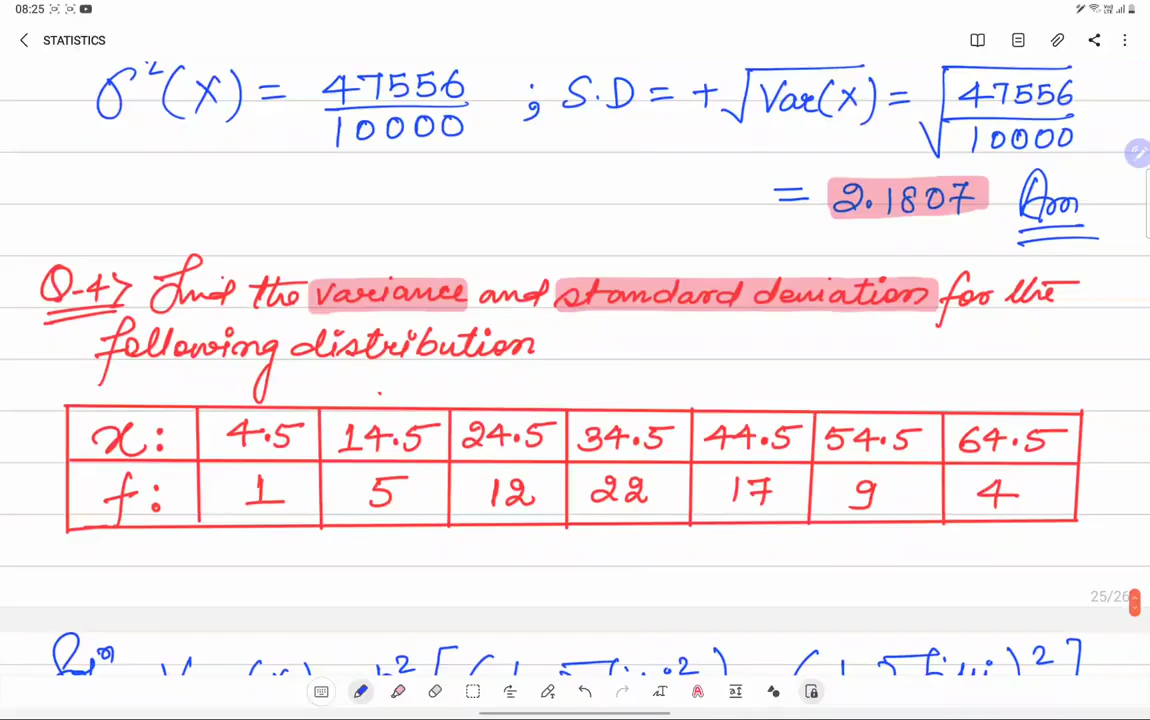 08:25
STATISTICS
σ²(X) = 47556/10000 ; S.D = +√Var(X) = √47556/10000
= 2.1807 Ans
Q-4> Find the variance and standard deviation for the
following distribution
x: 4.5 14.5 24.5 34.5 44.5 54.5 64.5
f: 1 5 12 22 17 9 4
25/26